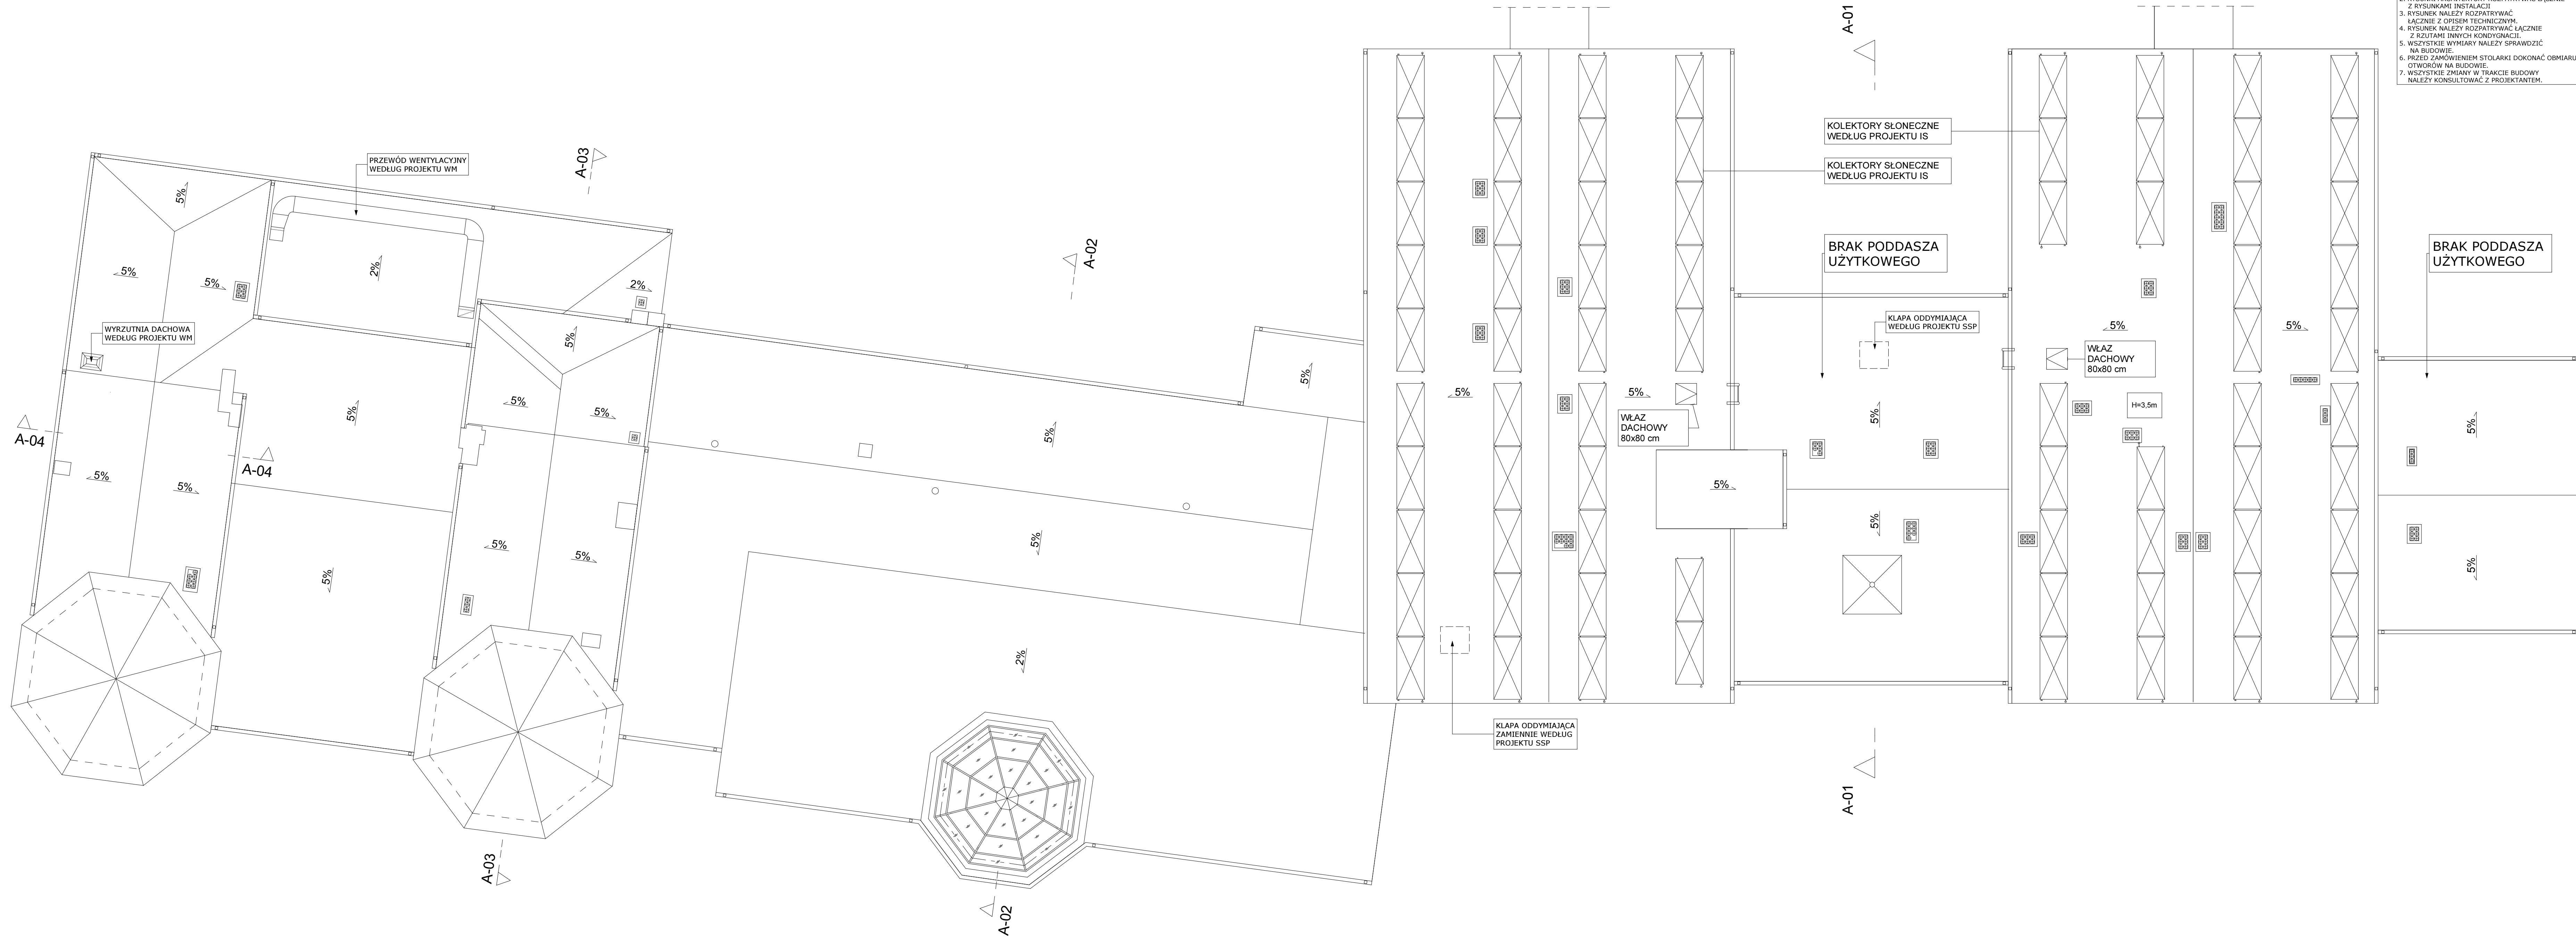 Z RYSUNKAMI INSTALACJI
3. RYSUNEK NALEŻY ROZPATRYWAĆ
ŁĄCZNIE Z OPISEM TECHNICZNYM.
4. RYSUNEK NALEŻY ROZPATRYWAĆ ŁĄCZNIE
Z RZUTAMI INNYCH KONDYGNACJI.
5. WSZYSTKIE WYMIARY NALEŻY SPRAWDZIĆ
NA BUDOWIE.
6. PRZED ZAMÓWIENIEM STOLARKI DOKONAĆ OBMIARU
OTWORÓW NA BUDOWIE.
7. WSZYSTKIE ZMIANY W TRAKCIE BUDOWY
NALEŻY KONSULTOWAĆ Z PROJEKTANTEM.
A-01
KOLEKTORY SŁONECZNE
WEDŁUG PROJEKTU IS
KOLEKTORY SŁONECZNE
WEDŁUG PROJEKTU IS
PRZEWÓD WENTYLACYJNY
WEDŁUG PROJEKTU WM
A-03
A-02
BRAK PODDASZA
UŻYTKOWEGO
BRAK PODDASZA
UŻYTKOWEGO
5%
5%
5%
2%
2%
WYRZUTNIA DACHOWA
WEDŁUG PROJEKTU WM
KLAPA ODDYMIAJĄCA
WEDŁUG PROJEKTU SSP
5%
5%
5%
WŁAZ
DACHOWY
80x80 cm
H=3,5m
5%
5%
5%
5%
WŁAZ
DACHOWY
80x80 cm
5%
5%
5%
5%
5%
5%
A-04
A-04
5%
5%
5%
5%
5%
5%
5%
5%
5%
5%
2%
KLAPA ODDYMIAJĄCA
ZAMIENNIE WEDŁUG
PROJEKTU SSP
A-01
A-03
A-02